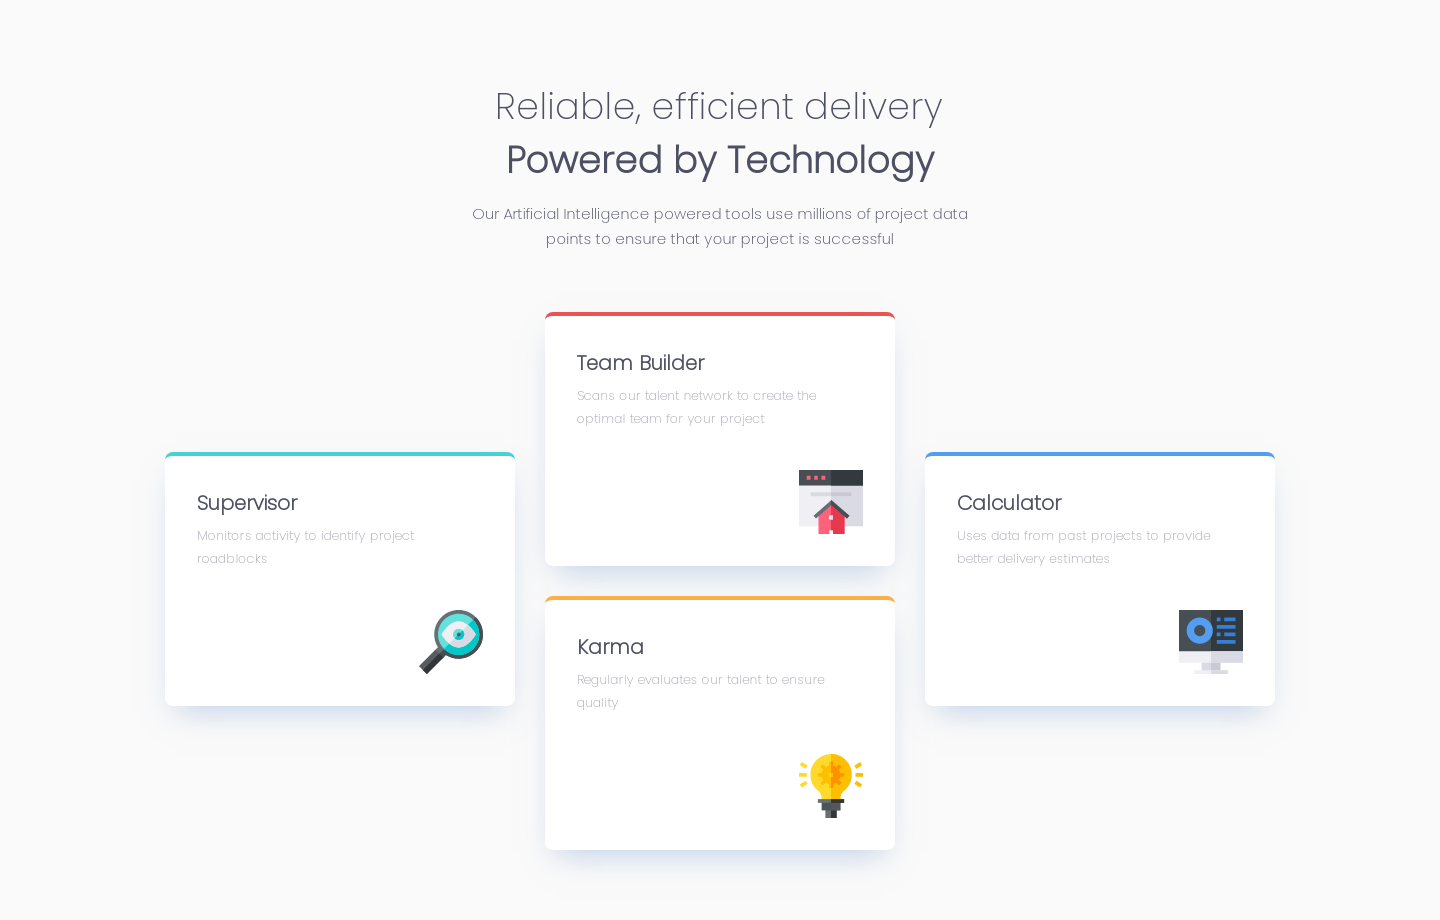 Reliable, efficient delivery
Powered by Technology
Our Artificial Intelligence powered tools use millions of project data
points to ensure that your project is successful
Supervisor
Monitors activity to identify project
roadblocks
Team Builder
Scans our talent network to create the
optimal team for your project
Karma
Regularly evaluates our talent to ensure
quality
Calculator
Uses data from past projects to provide
better delivery estimates